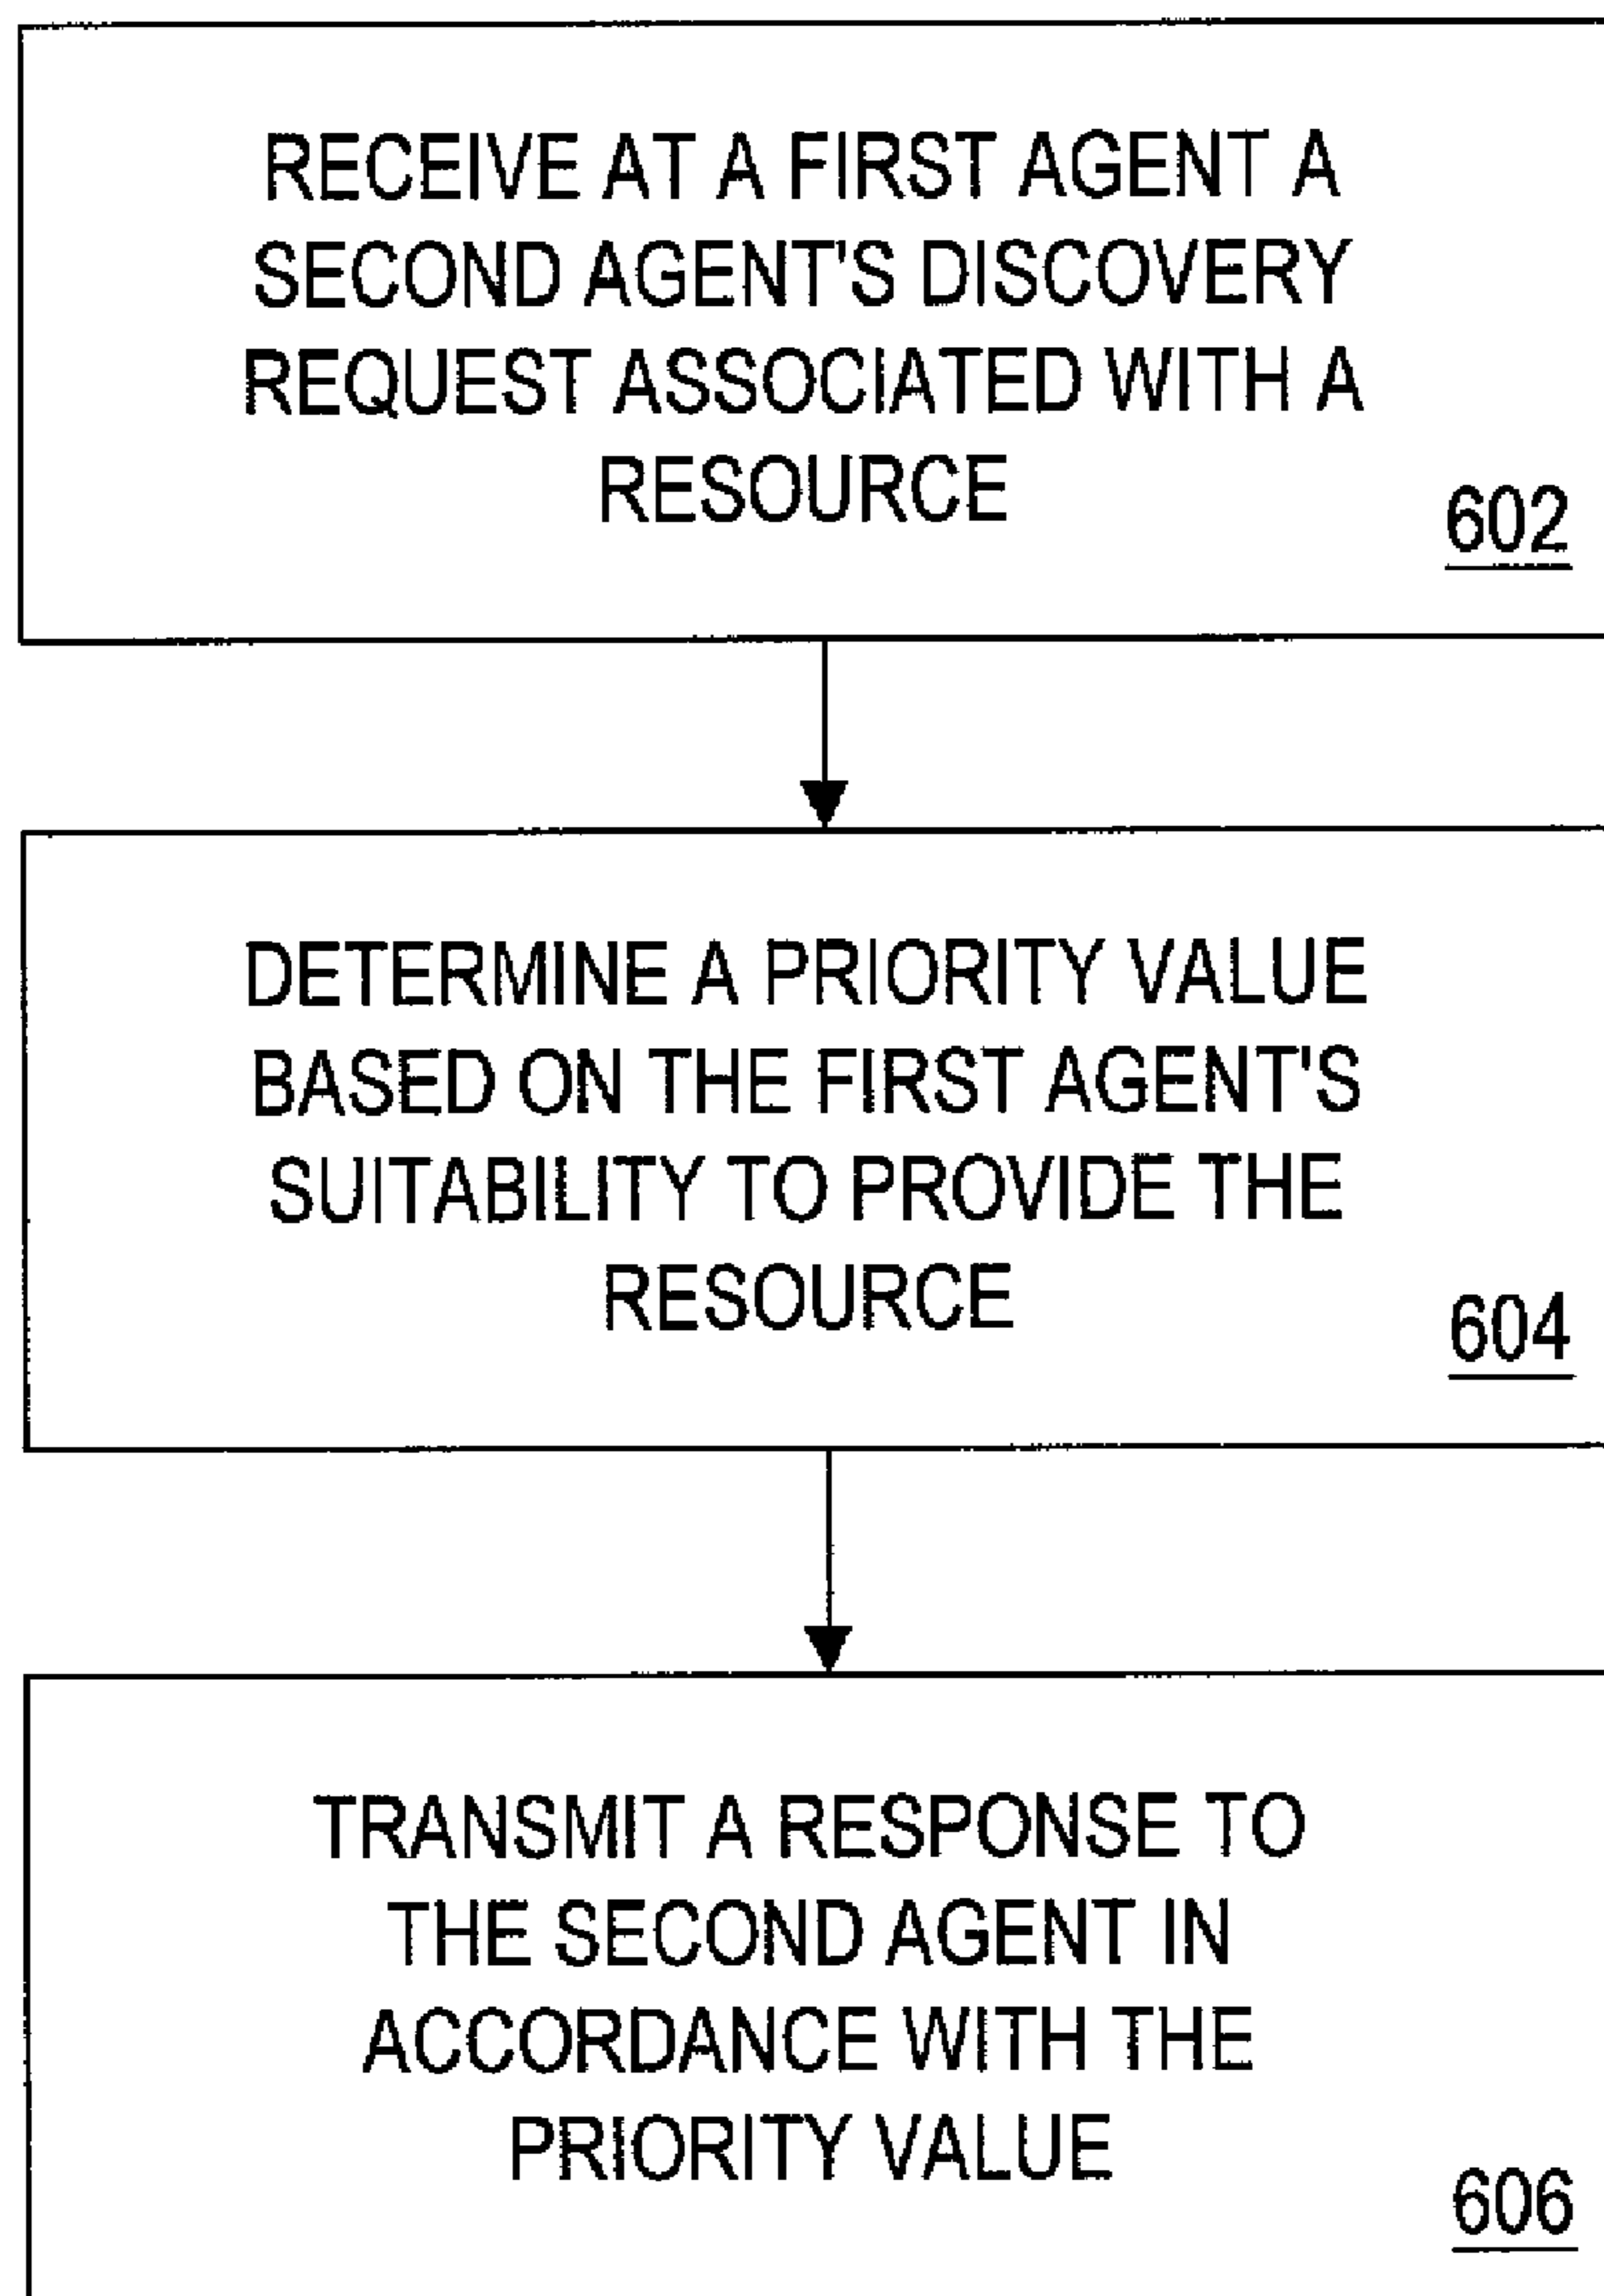 RECEIVE AT A FIRST AGENT A
SECOND AGENT'S DISCOVERY
REQUEST ASSOCIATED WITH A
RESOURCE
602
DETERMINE A PRIORITY VALUE
BASED ON THE FIRST AGENT'S
SUITABILITY TO PROVIDE THE
RESOURCE
604
TRANSMIT A RESPONSE TO
THE SECOND AGENT IN
ACCORDANCE WITH THE
PRIORITY VALUE
606